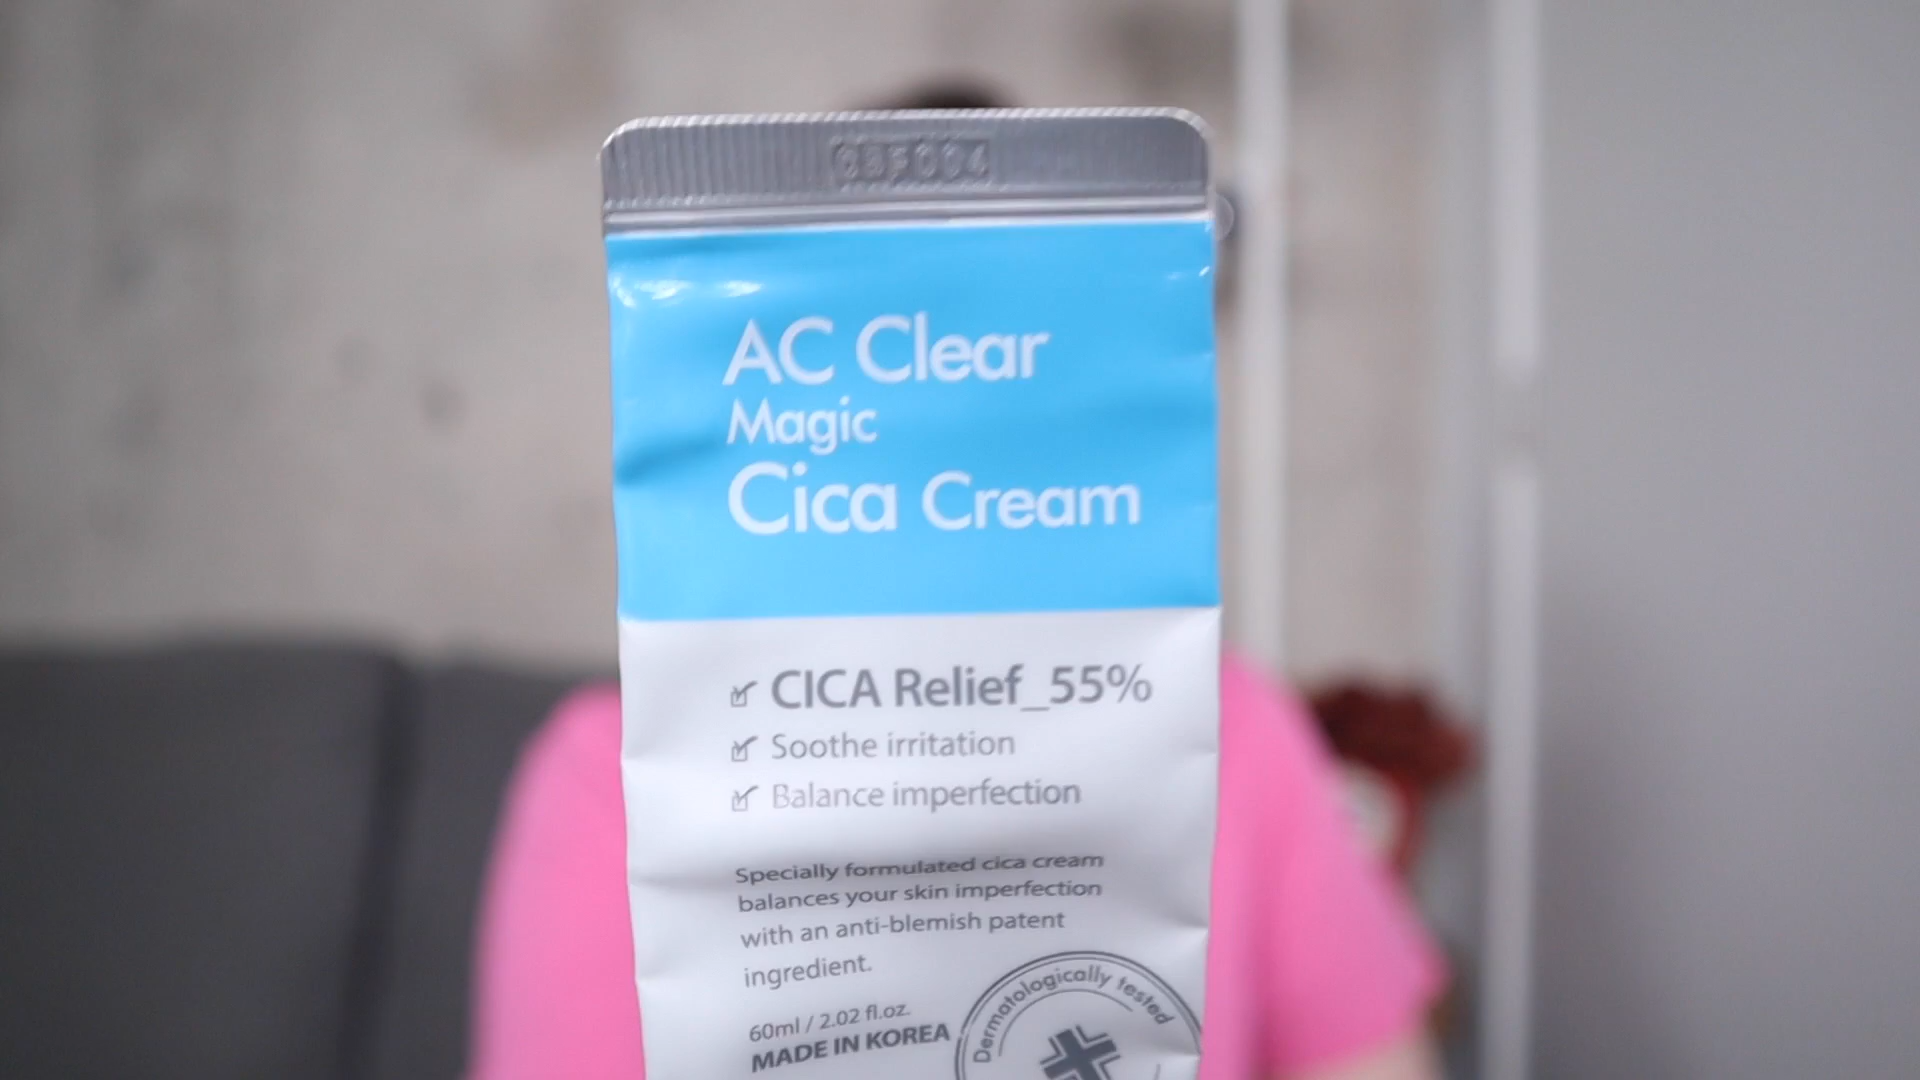 AC Clear
Magic
Cica Cream
CICA Relief_55%
Soothe irritation
Balance imperfection
Specially formulated cica cream
balances your skin imperfection
with an anti-blemish patent
ingredient.
60ml / 2.02 fl.oz.
MADE IN KOREA
Dermatologically tested